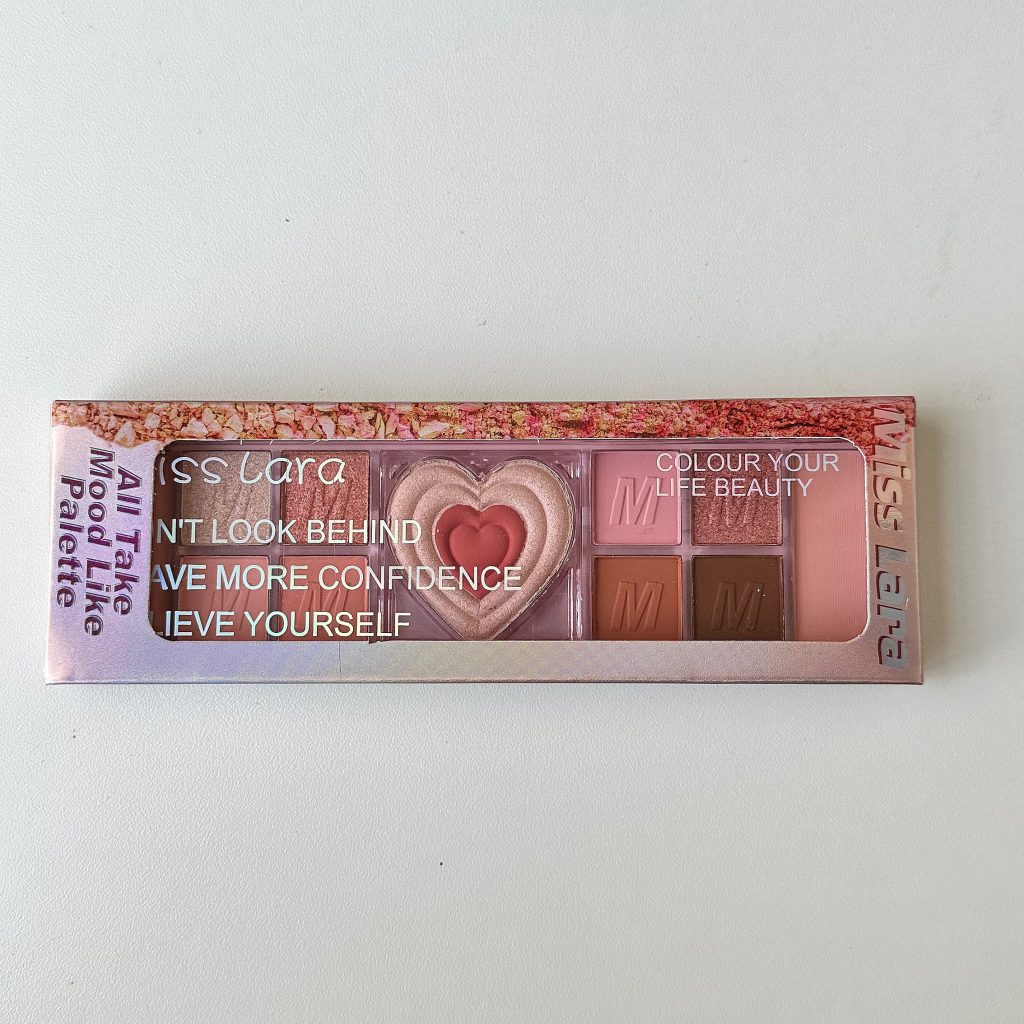 All Take
Mood Like
Palette
iss Lara
N'T LOOK BEHIND
AVE MORE CONFIDENCE
LIEVE YOURSELF
M
M
M
M
M
M
COLOUR YOUR
LIFE BEAUTY
Miss Lara